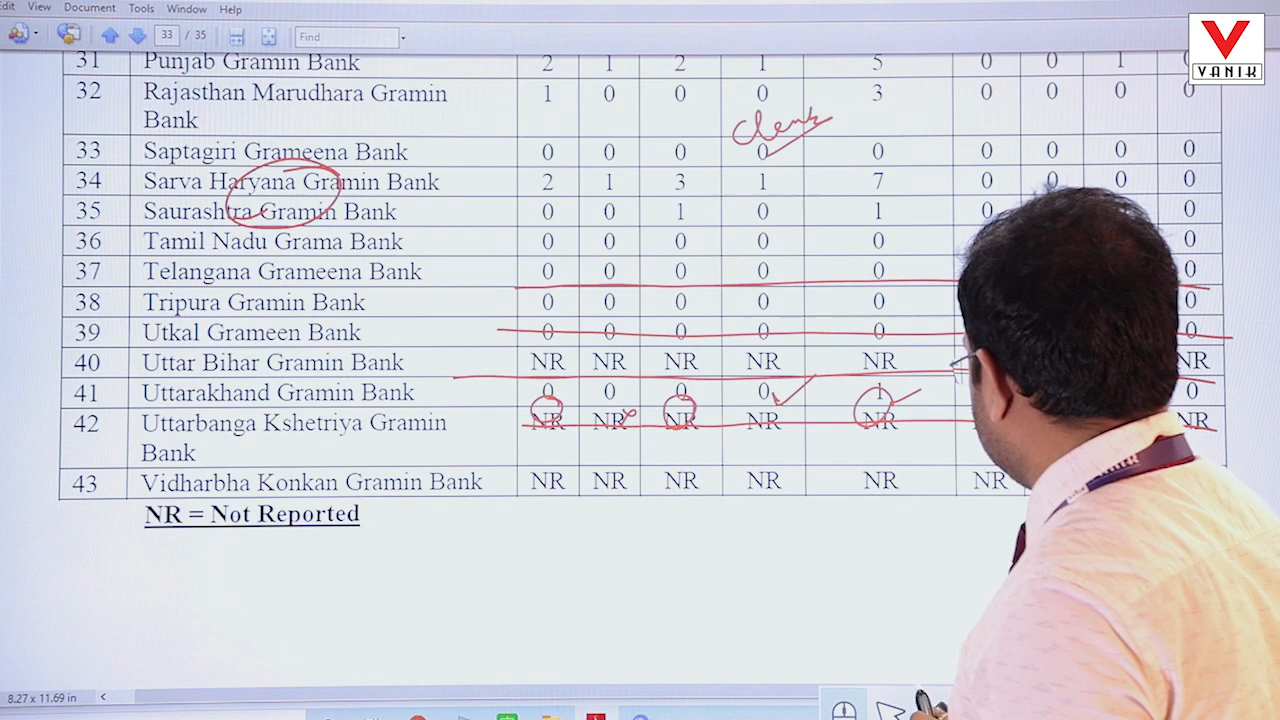 Edit View Document Tools Window Help
33 / 35 Find
VANIK
31 Punjab Gramin Bank 2 1 2 1 5 0 0 1 0
32 Rajasthan Marudhara Gramin 1 0 0 0 3 0 0 0 0
Bank
33 Saptagiri Grameena Bank 0 0 0 0 0 0 0 0 0
34 Sarva Haryana Gramin Bank 2 1 3 1 7 0 0 0 0
35 Saurashtra Gramin Bank 0 0 1 0 1 0 0
36 Tamil Nadu Grama Bank 0 0 0 0 0 0
37 Telangana Grameena Bank 0 0 0 0 0 0
38 Tripura Gramin Bank 0 0 0 0 0 0
39 Utkal Grameen Bank 0 0 0 0 0 0
40 Uttar Bihar Gramin Bank NR NR NR NR NR NR
41 Uttarakhand Gramin Bank 0 0 0 0 1 0
42 Uttarbanga Kshetriya Gramin NR NR NR NR NR NR
Bank
43 Vidharbha Konkan Gramin Bank NR NR NR NR NR NR
NR = Not Reported
8.27 x 11.69 in